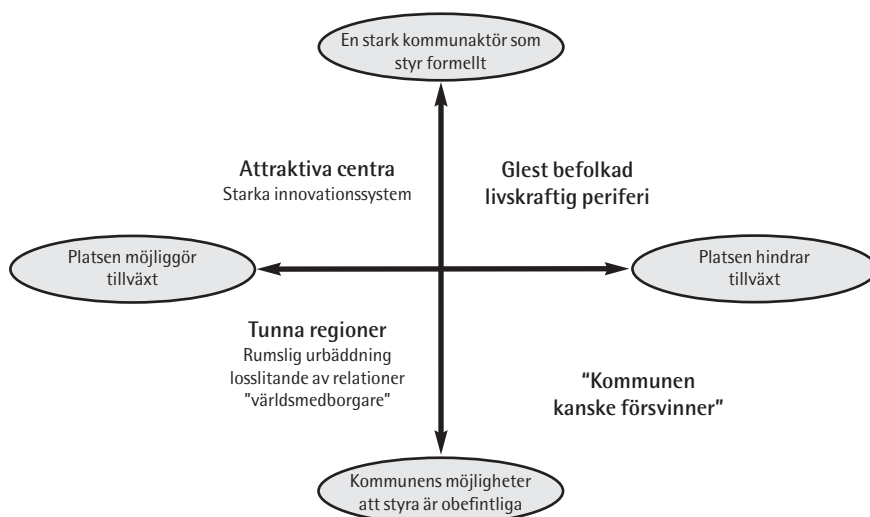 En stark kommunaktör som
styr formellt
Attraktiva centra
Starka innovationssystem
Glest befolkad
livskraftig periferi
Platsen möjliggör
tillväxt
Platsen hindrar
tillväxt
Tunna regioner
Rumslig urbäddning
losslitande av relationer
”världsmedborgare”
“Kommunen
kanske försvinner”
Kommunens möjligheter
att styra är obefintliga